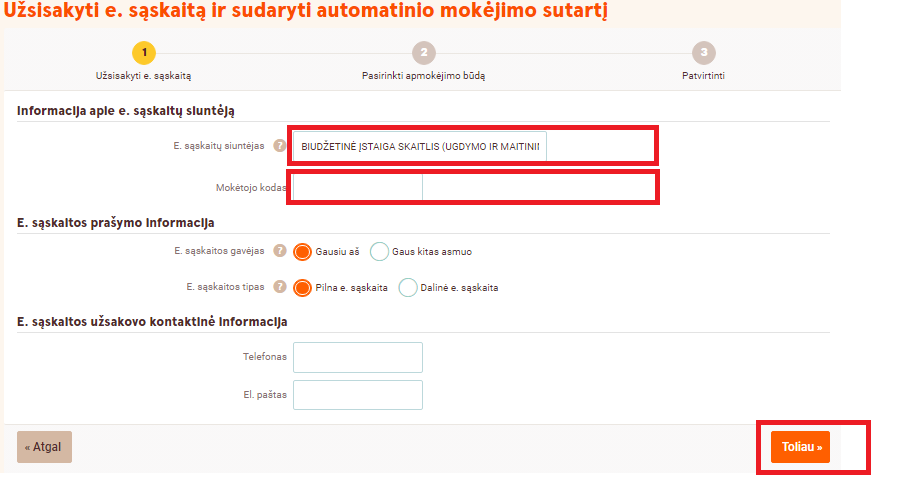 Užsisakyti e. sąskaitą ir sudaryti automatinio mokėjimo sutartį
1 2 3
Užsisakyti e. sąskaitą Pasirinkti apmokėjimo būdą Patvirtinti
Informacija apie e. sąskaitų siuntėją
E. sąskaitų siuntėjas ? BIUDŽETINĖ ĮSTAIGA SKAITLIS (UGDYMO IR MAITINI
Mokėtojo kodas
E. sąskaitos prašymo informacija
E. sąskaitos gavėjas ? Gausiu aš Gaus kitas asmuo
E. sąskaitos tipas ? Pilna e. sąskaita Dalinė e. sąskaita
E. sąskaitos užsakovo kontaktinė informacija
Telefonas
El. paštas
« Atgal Toliau »